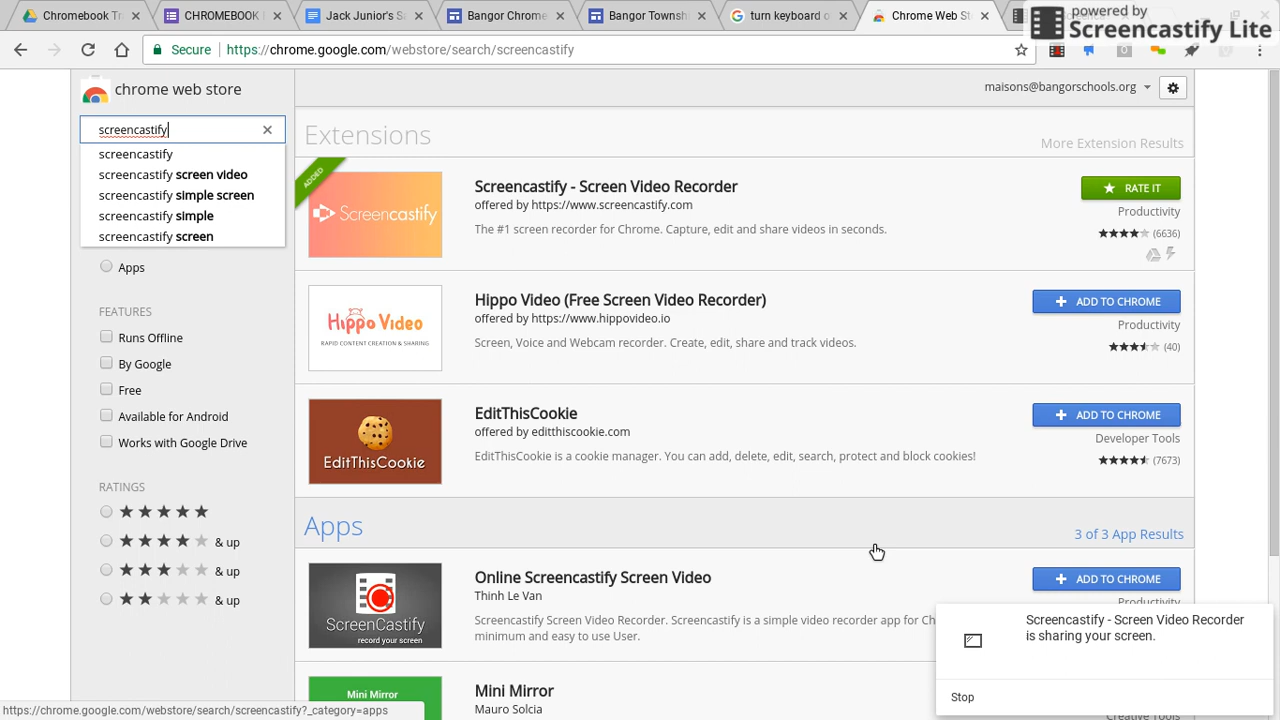 Chromebook Tr
CHROMEBOOK
Jack Junior's Sa
Bangor Chrome
Bangor Townshi
turn keyboard o
Chrome Web St
powered by
Screencastify Lite
Secure
https://chrome.google.com/webstore/search/screencastify
chrome web store
maisons@bangorschools.org
screencastify
screencastify
screencastify screen video
screencastify simple screen
screencastify simple
screencastify screen
Apps
FEATURES
Runs Offline
By Google
Free
Available for Android
Works with Google Drive
RATINGS
& up
& up
& up
Extensions
More Extension Results
ADDED
Screencastify
Screencastify - Screen Video Recorder
offered by https://www.screencastify.com
The #1 screen recorder for Chrome. Capture, edit and share videos in seconds.
RATE IT
Productivity
(6636)
Hippo Video
RAPID CONTENT CREATION & SHARING
Hippo Video (Free Screen Video Recorder)
offered by https://www.hippovideo.io
Screen, Voice and Webcam recorder. Create, edit, share and track videos.
ADD TO CHROME
Productivity
(40)
EditThisCookie
EditThisCookie
offered by editthiscookie.com
EditThisCookie is a cookie manager. You can add, delete, edit, search, protect and block cookies!
ADD TO CHROME
Developer Tools
(7673)
Apps
3 of 3 App Results
ScreenCastify
record your screen
Online Screencastify Screen Video
Thinh Le Van
Screencastify Screen Video Recorder. Screencastify is a simple video recorder app for Ch
minimum and easy to use User.
ADD TO CHROME
Productivity
Screencastify - Screen Video Recorder
is sharing your screen.
Stop
Mini Mirror
Mini Mirror
Mauro Solcia
Creative Tools
https://chrome.google.com/webstore/search/screencastify?_category=apps